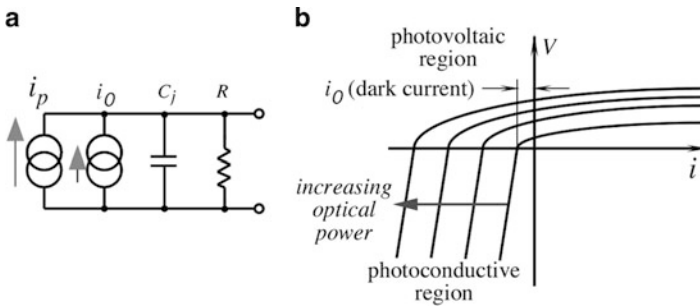 a
i_p i_0 C_j R
b
photovoltaic
region
V
i_0 (dark current)
i
increasing
optical
power
photoconductive
region